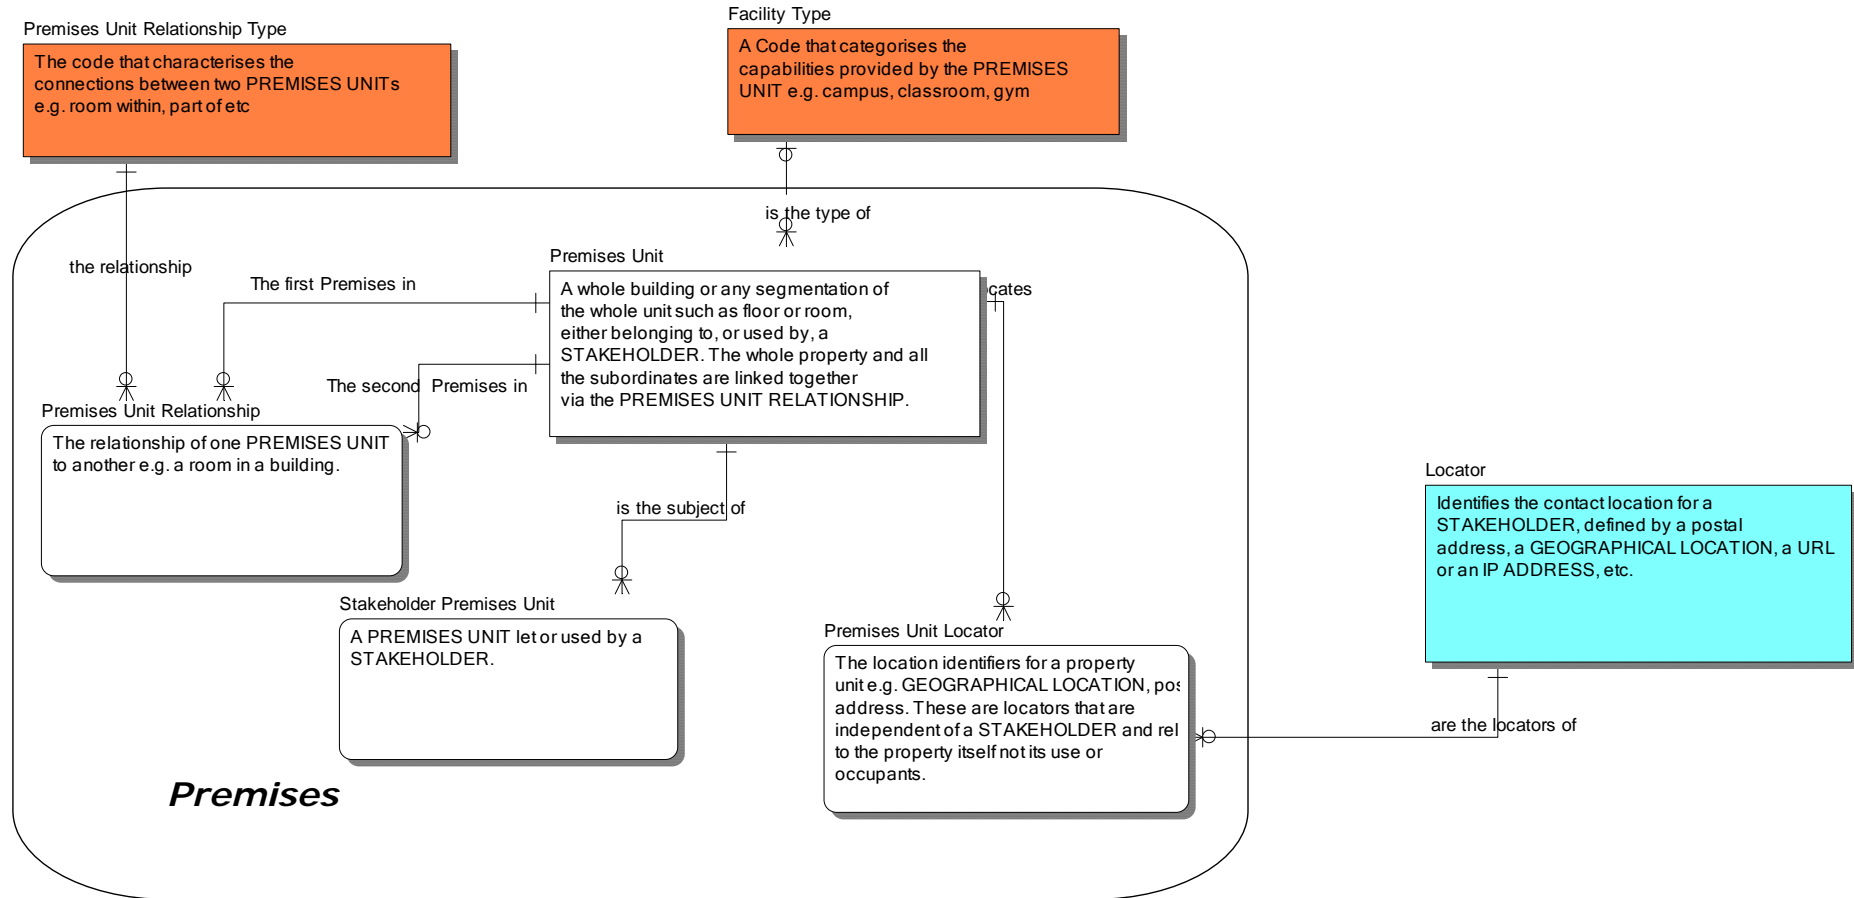 Facility Type
Premises Unit Relationship Type
A Code that categorises the
capabilities provided by the PREMISES
UNIT e.g. campus, classroom, gym
The code that characterises the
connections between two PREMISES UNITs
e.g. room within, part of etc
is the type of
Premises Unit
the relationship
The first Premises in
A whole building or any segmentation of
the whole unit such as floor or room,
either belonging to, or used by, a
STAKEHOLDER. The whole property and all
the subordinates are linked together
via the PREMISES UNIT RELATIONSHIP.
The second Premises in
Premises Unit Relationship
The relationship of one PREMISES UNIT
to another e.g. a room in a building.
Locator
Identifies the contact location for a
STAKEHOLDER, defined by a postal
address, a GEOGRAPHICAL LOCATION, a URL
or an IP ADDRESS, etc.
is the subject of
Stakeholder Premises Unit
A PREMISES UNIT let or used by a
STAKEHOLDER.
Premises Unit Locator
The location identifiers for a property
unit e.g. GEOGRAPHICAL LOCATION, pos
address. These are locators that are
independent of a STAKEHOLDER and rel
to the property itself not its use or
occupants.
are the locators of
Premises